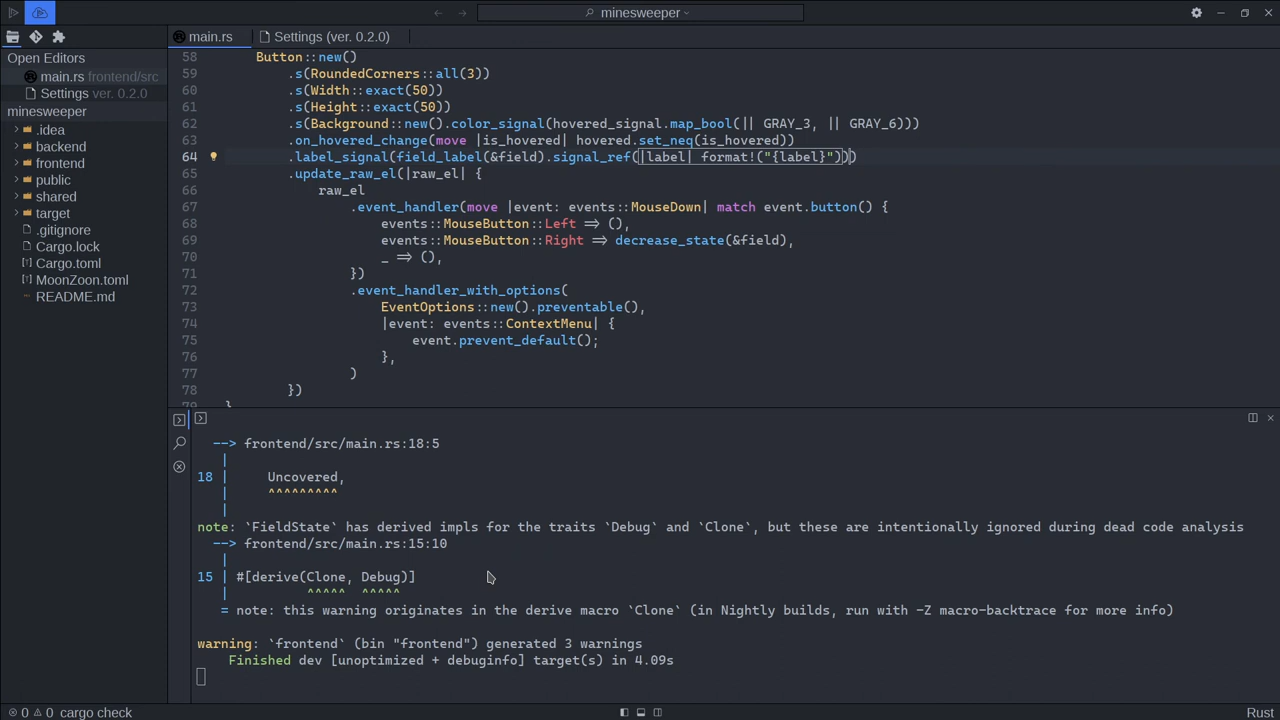 minesweeper
main.rs
Settings (ver. 0.2.0)
Open Editors
main.rs frontend/src
Settings ver. 0.2.0
minesweeper
.idea
backend
frontend
public
shared
target
.gitignore
Cargo.lock
Cargo.toml
MoonZoon.toml
README.md
58 Button::new()
59 .s(RoundedCorners::all(3))
60 .s(Width::exact(50))
61 .s(Height::exact(50))
62 .s(Background::new().color_signal(hovered_signal.map_bool(|| GRAY_3, || GRAY_6)))
63 .on_hovered_change(move |is_hovered| hovered.set_neq(is_hovered))
64 .label_signal(field_label(&field).signal_ref(|label| format!("{label}")))
65 .update_raw_el(|raw_el| {
66 raw_el
67 .event_handler(move |event: events::MouseDown| match event.button() {
68 events::MouseButton::Left => (),
69 events::MouseButton::Right => decrease_state(&field),
70 _ => (),
71 })
72 .event_handler_with_options(
73 EventOptions::new().preventable(),
74 |event: events::ContextMenu| {
75 event.prevent_default();
76 },
77 )
78 })
79 }
--> frontend/src/main.rs:18:5
|
18 | Uncovered,
| ^^^^^^^^^
|
note: `FieldState` has derived impls for the traits `Debug` and `Clone`, but these are intentionally ignored during dead code analysis
--> frontend/src/main.rs:15:10
|
15 | #[derive(Clone, Debug)]
| ^^^^^ ^^^^^
= note: this warning originates in the derive macro `Clone` (in Nightly builds, run with -Z macro-backtrace for more info)
warning: `frontend` (bin "frontend") generated 3 warnings
Finished dev [unoptimized + debuginfo] target(s) in 4.09s
0 0 cargo check
Rust